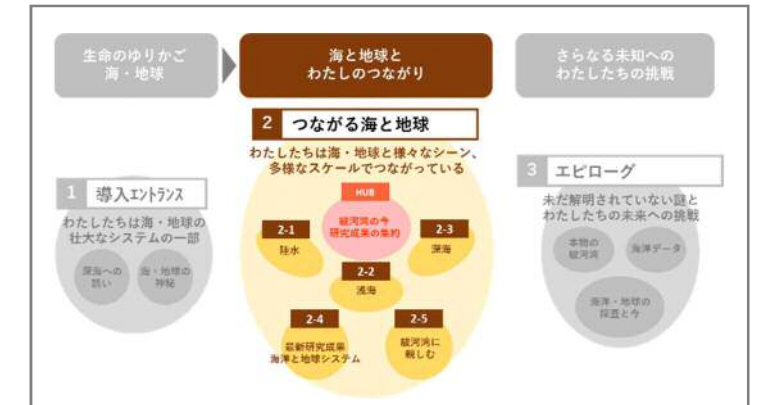 生命のゆりかご
海・地球
海と地球と
わたしのつながり
さらなる未知への
わたしたちの挑戦
2 つながる海と地球
わたしたちは海・地球と様々なシーン、
多様なスケールでつながっている
1 導入エントランス
わたしたちは海・地球の
壮大なシステムの一部
深海への
誘い
海・地球の
神秘
HUB
駿河湾の今
研究成果の集約
2-1
陸水
2-2
浅海
2-3
深海
2-4
最新研究成果
海洋と地球システム
2-5
駿河湾に
親しむ
3 エピローグ
未だ解明されていない謎と
わたしたちの未来への挑戦
本物の
駿河湾
海洋データ
海洋・地球の
探査と今